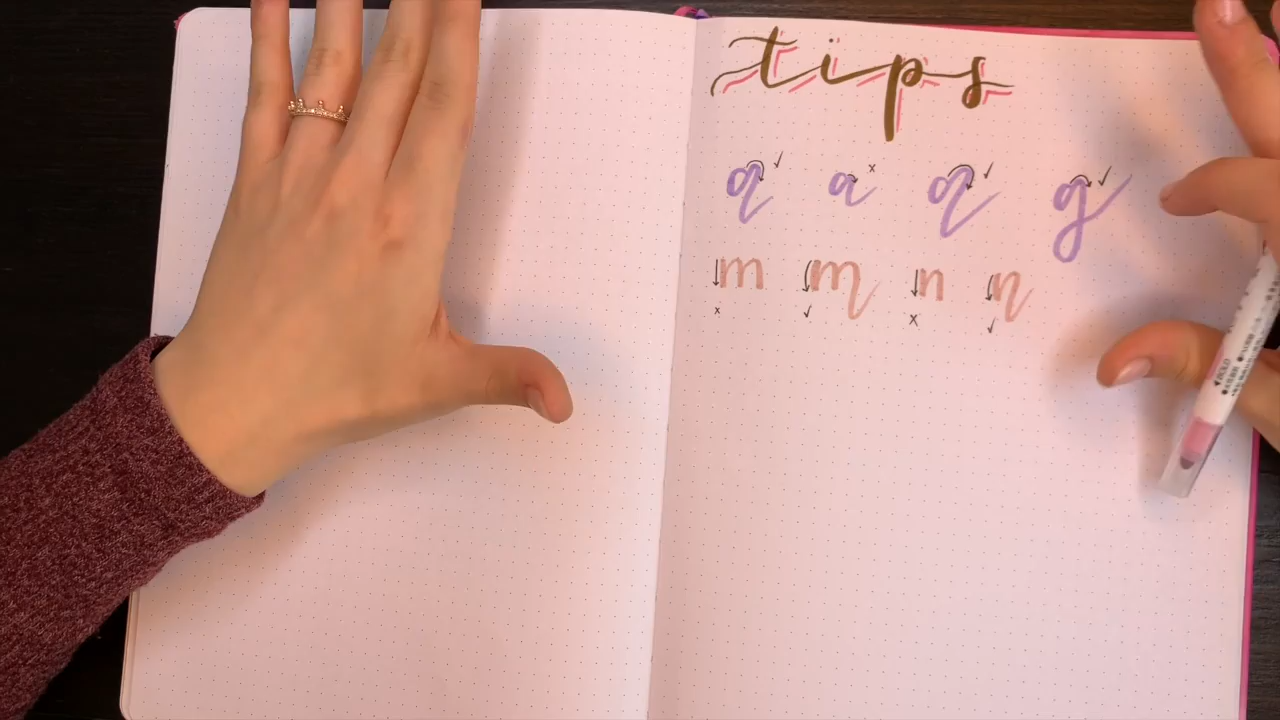 tips
a ✓ a x a ✓ g ✓
m m n n
x ✓ x ✓